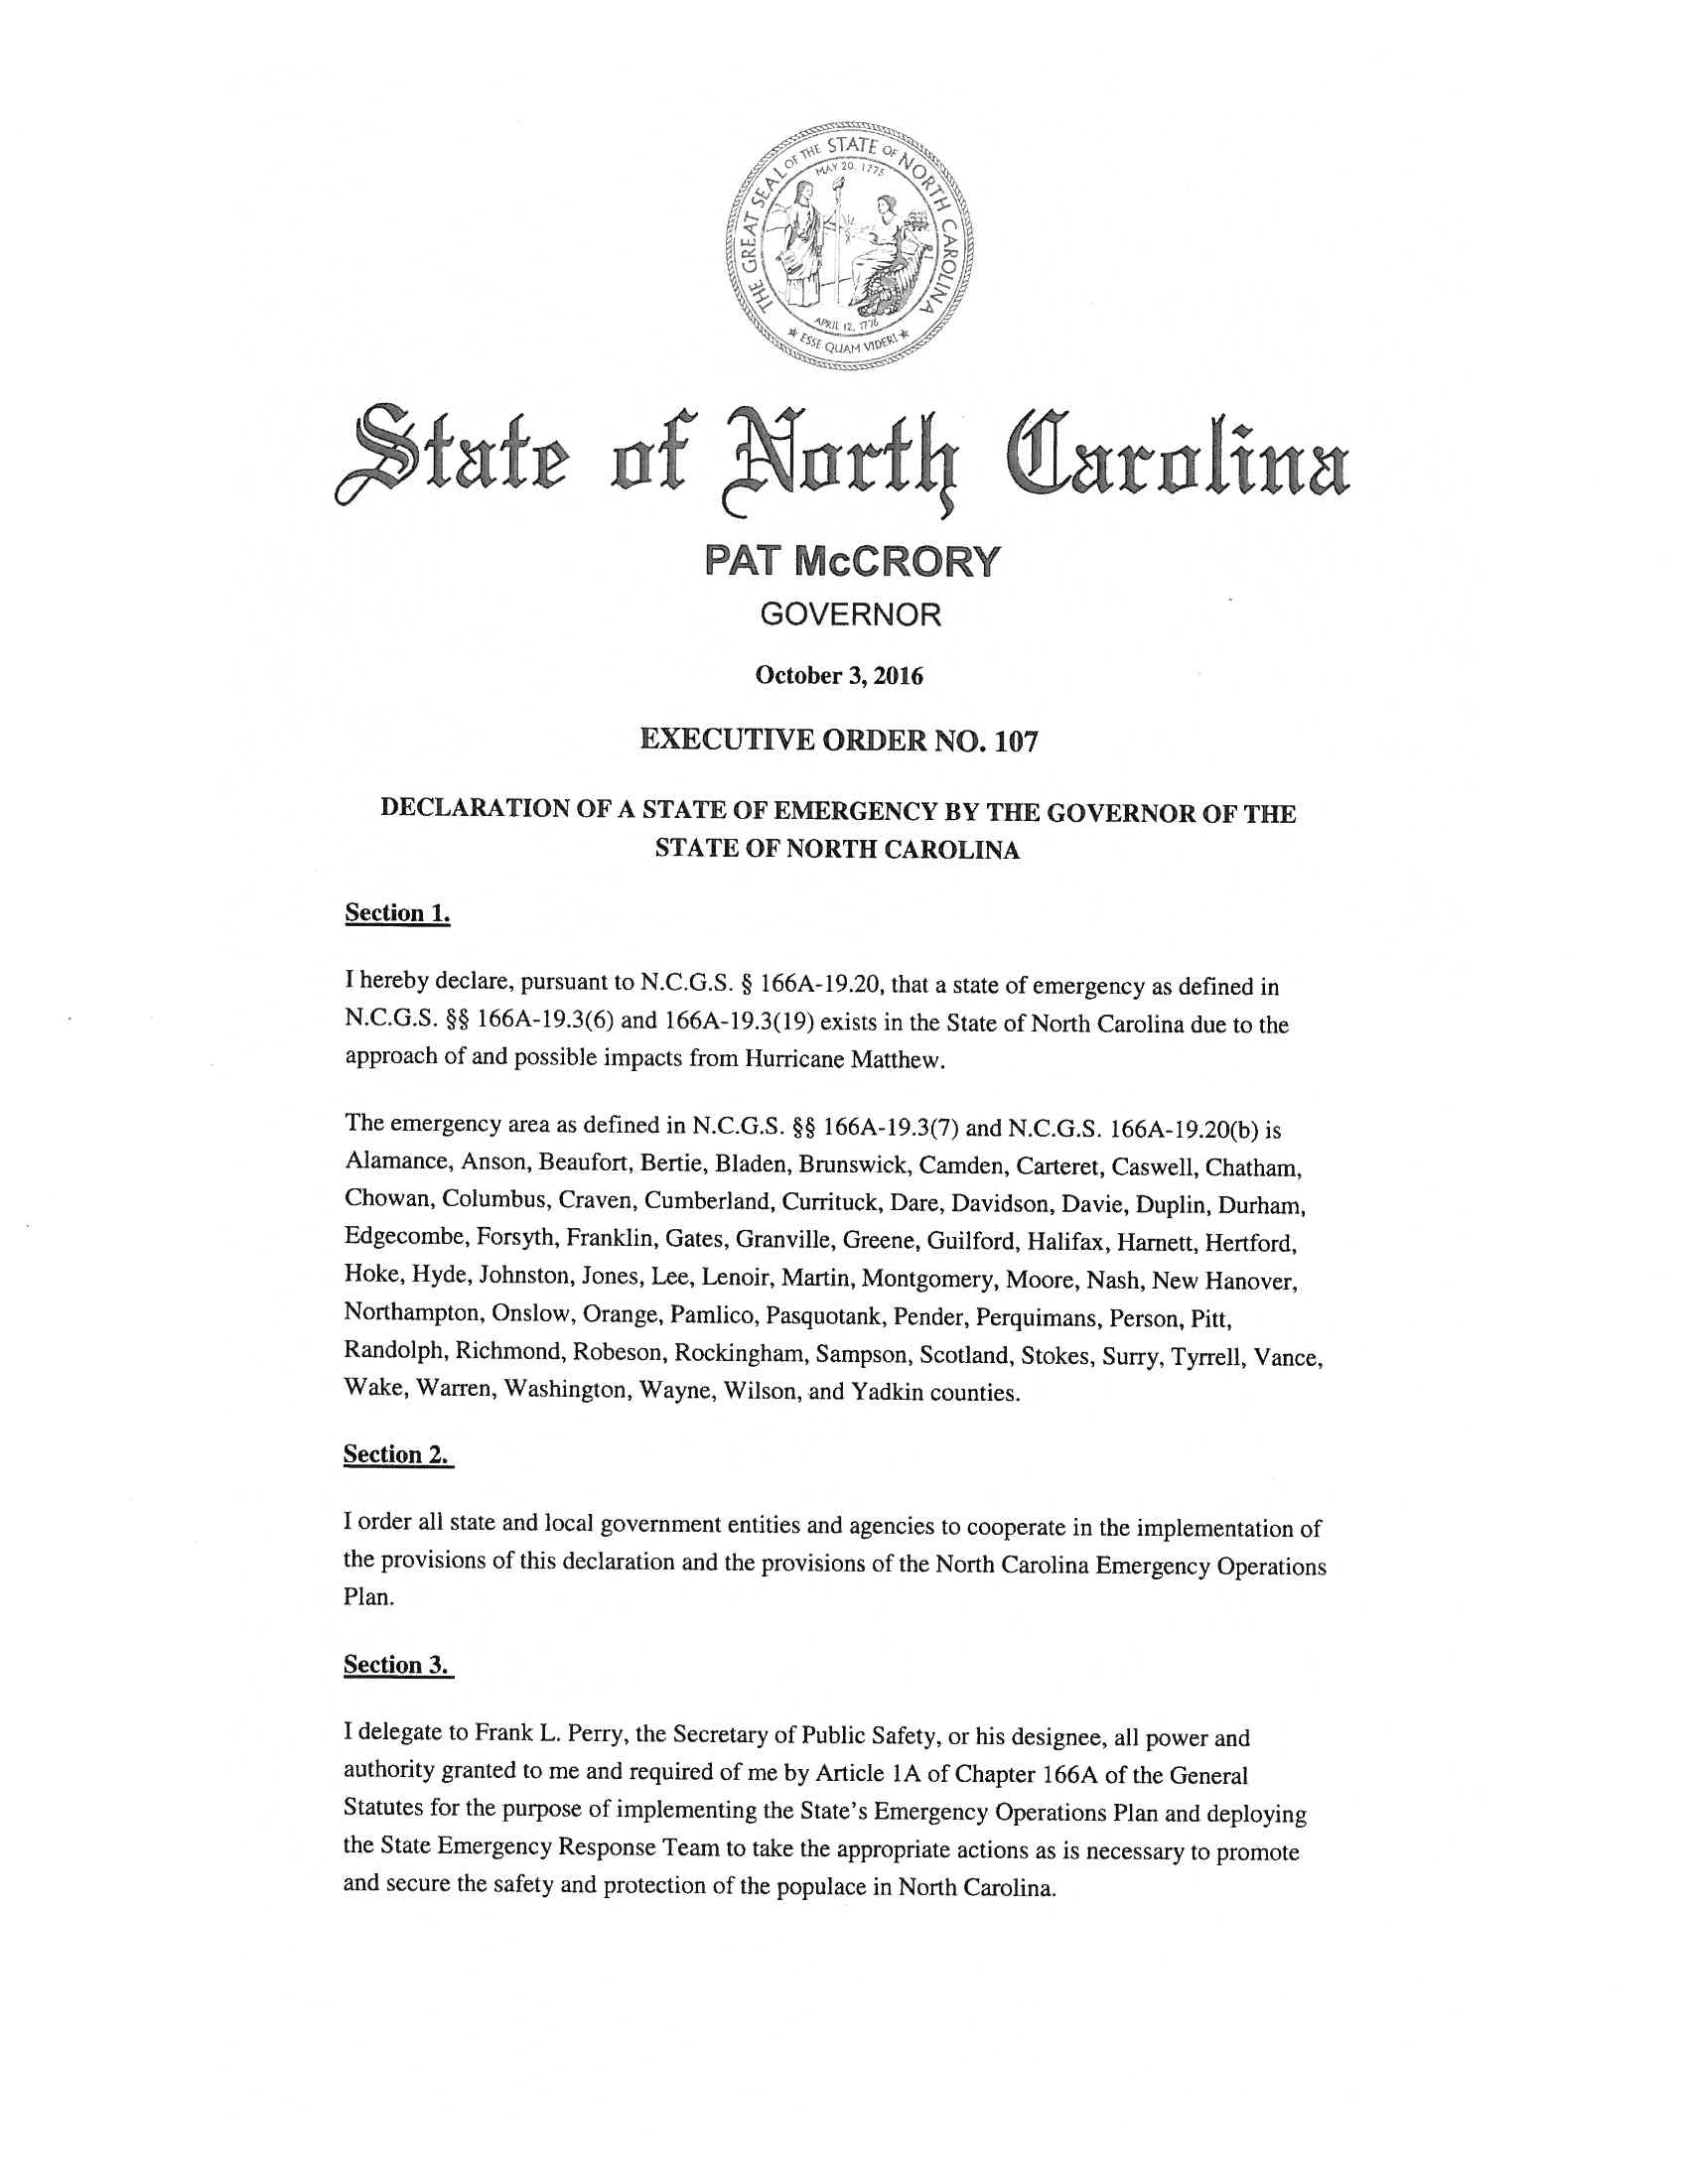 THE GREAT SEAL OF THE STATE OF NORTH CAROLINA
MAY 20, 1775
APRIL 12, 1776
★ ESSE QUAM VIDERI ★
State of North Carolina
PAT McCRORY
GOVERNOR
October 3, 2016
EXECUTIVE ORDER NO. 107
DECLARATION OF A STATE OF EMERGENCY BY THE GOVERNOR OF THE
STATE OF NORTH CAROLINA
Section 1.
I hereby declare, pursuant to N.C.G.S. § 166A-19.20, that a state of emergency as defined in
N.C.G.S. §§ 166A-19.3(6) and 166A-19.3(19) exists in the State of North Carolina due to the
approach of and possible impacts from Hurricane Matthew.
The emergency area as defined in N.C.G.S. §§ 166A-19.3(7) and N.C.G.S. 166A-19.20(b) is
Alamance, Anson, Beaufort, Bertie, Bladen, Brunswick, Camden, Carteret, Caswell, Chatham,
Chowan, Columbus, Craven, Cumberland, Currituck, Dare, Davidson, Davie, Duplin, Durham,
Edgecombe, Forsyth, Franklin, Gates, Granville, Greene, Guilford, Halifax, Harnett, Hertford,
Hoke, Hyde, Johnston, Jones, Lee, Lenoir, Martin, Montgomery, Moore, Nash, New Hanover,
Northampton, Onslow, Orange, Pamlico, Pasquotank, Pender, Perquimans, Person, Pitt,
Randolph, Richmond, Robeson, Rockingham, Sampson, Scotland, Stokes, Surry, Tyrrell, Vance,
Wake, Warren, Washington, Wayne, Wilson, and Yadkin counties.
Section 2.
I order all state and local government entities and agencies to cooperate in the implementation of
the provisions of this declaration and the provisions of the North Carolina Emergency Operations
Plan.
Section 3.
I delegate to Frank L. Perry, the Secretary of Public Safety, or his designee, all power and
authority granted to me and required of me by Article 1A of Chapter 166A of the General
Statutes for the purpose of implementing the State's Emergency Operations Plan and deploying
the State Emergency Response Team to take the appropriate actions as is necessary to promote
and secure the safety and protection of the populace in North Carolina.